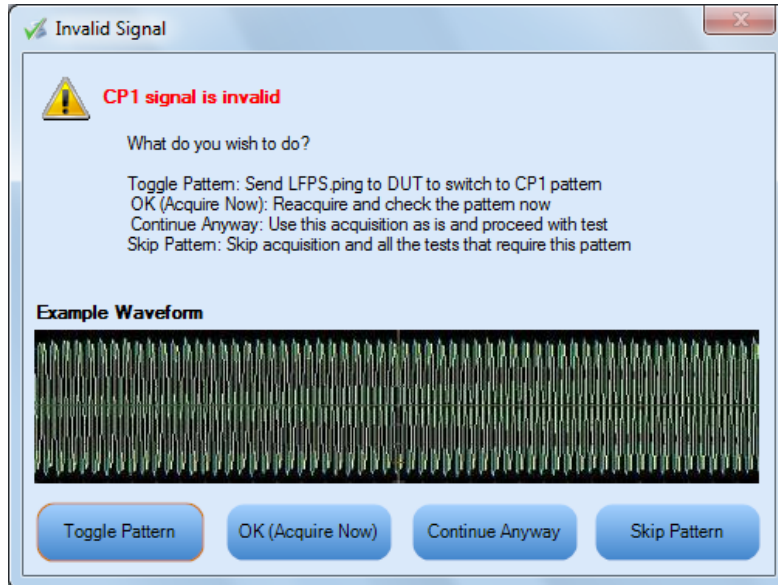 Invalid Signal
CP1 signal is invalid
What do you wish to do?
Toggle Pattern: Send LFPS.ping to DUT to switch to CP1 pattern
OK (Acquire Now): Reacquire and check the pattern now
Continue Anyway: Use this acquisition as is and proceed with test
Skip Pattern: Skip acquisition and all the tests that require this pattern
Example Waveform
Toggle Pattern
OK (Acquire Now)
Continue Anyway
Skip Pattern